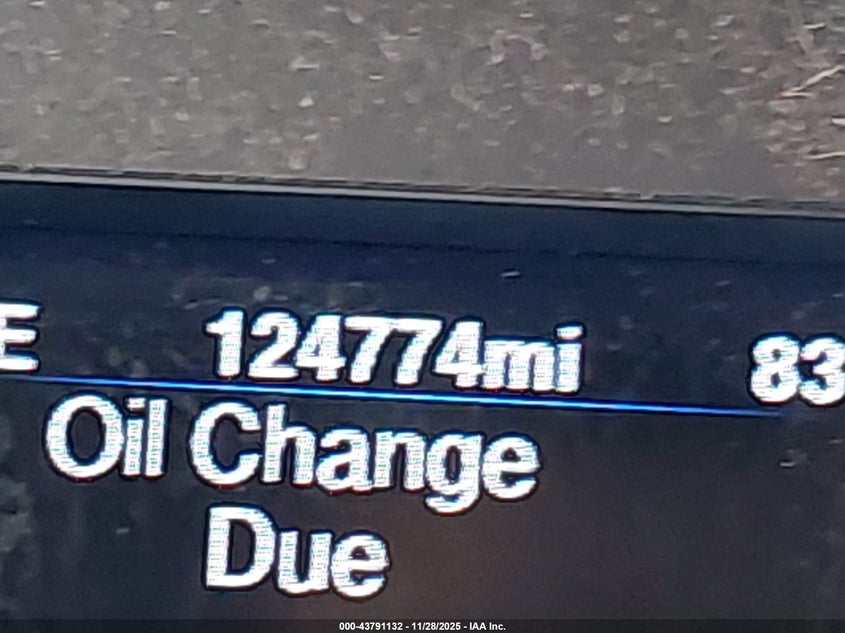 E 124774mi 83
Oil Change
Due
000-43791132 - 11/28/2025 - IAA Inc.